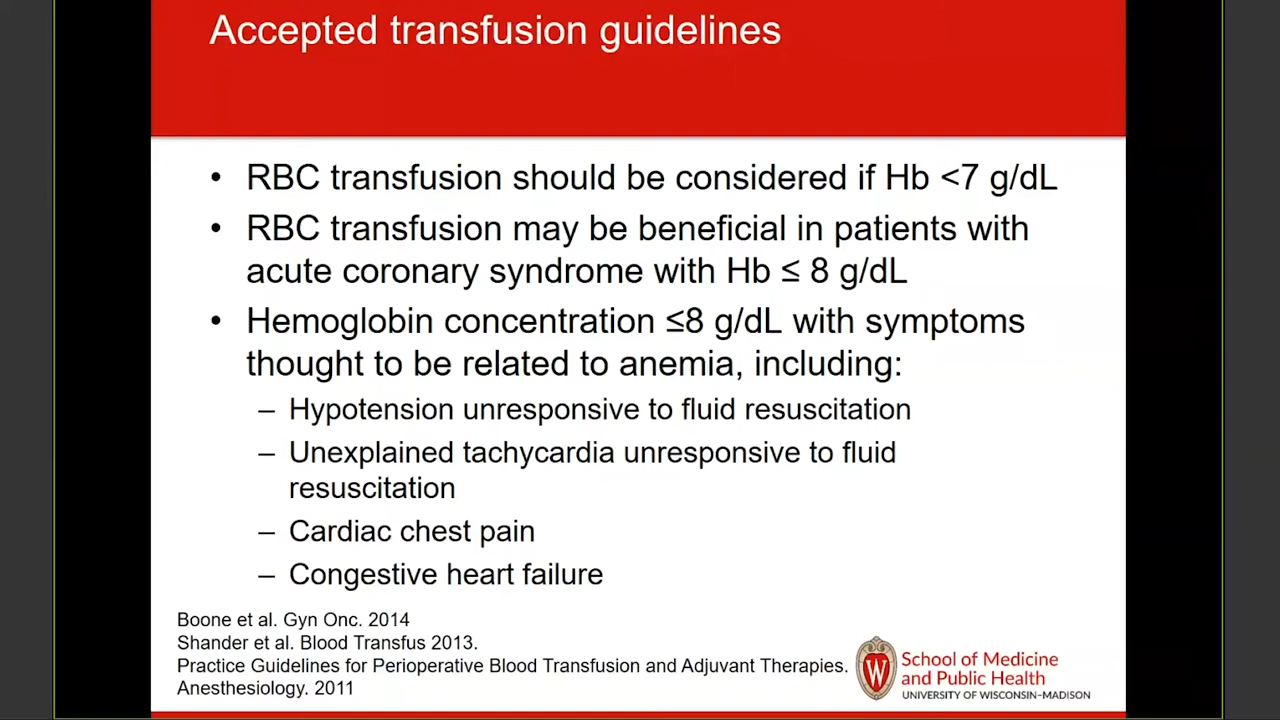 Accepted transfusion guidelines
• RBC transfusion should be considered if Hb <7 g/dL
• RBC transfusion may be beneficial in patients with
acute coronary syndrome with Hb ≤ 8 g/dL
• Hemoglobin concentration ≤8 g/dL with symptoms
thought to be related to anemia, including:
– Hypotension unresponsive to fluid resuscitation
– Unexplained tachycardia unresponsive to fluid
resuscitation
– Cardiac chest pain
– Congestive heart failure
Boone et al. Gyn Onc. 2014
Shander et al. Blood Transfus 2013.
Practice Guidelines for Perioperative Blood Transfusion and Adjuvant Therapies.
Anesthesiology. 2011
W
School of Medicine
and Public Health
UNIVERSITY OF WISCONSIN–MADISON